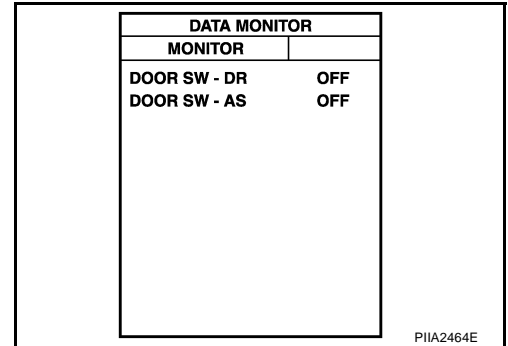 DATA MONITOR
MONITOR
DOOR SW - DR OFF
DOOR SW - AS OFF
PIIA2464E